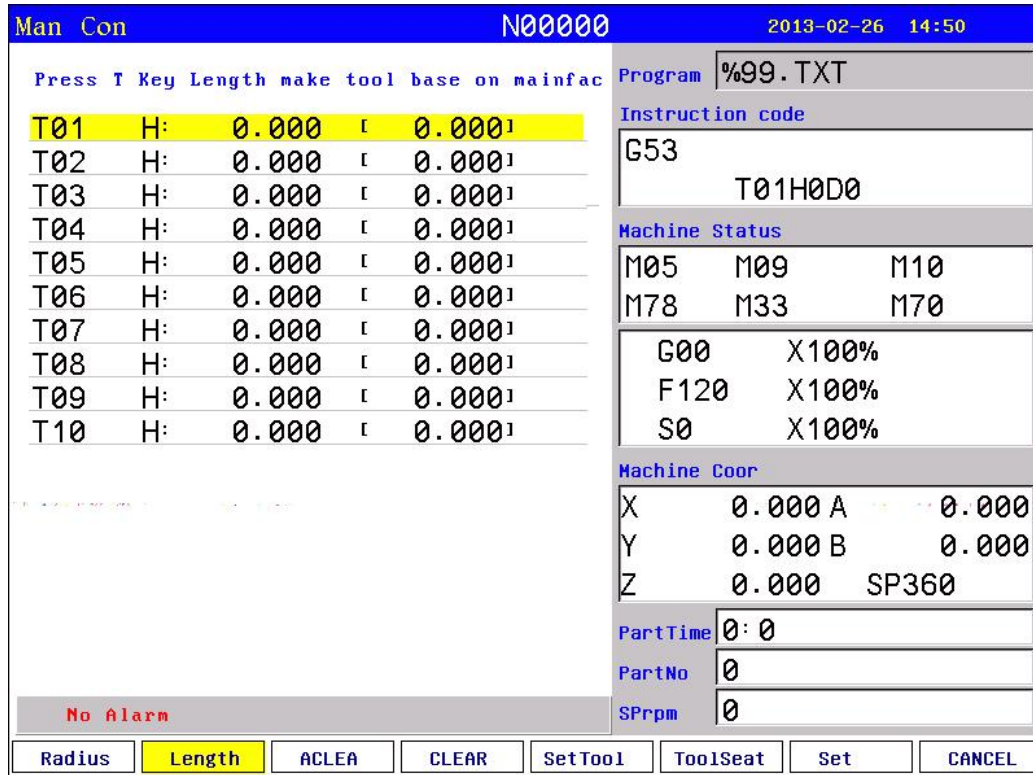 Man Con N00000 2013-02-26 14:50
Press T Key Length make tool base on mainfac
T01 H: 0.000 [ 0.000]
T02 H: 0.000 [ 0.000]
T03 H: 0.000 [ 0.000]
T04 H: 0.000 [ 0.000]
T05 H: 0.000 [ 0.000]
T06 H: 0.000 [ 0.000]
T07 H: 0.000 [ 0.000]
T08 H: 0.000 [ 0.000]
T09 H: 0.000 [ 0.000]
T10 H: 0.000 [ 0.000]
No Alarm
Program %99.TXT
Instruction code
G53
T01H0D0
Machine Status
M05 M09 M10
M78 M33 M70
G00 X100%
F120 X100%
S0 X100%
Machine Coor
X 0.000 A 0.000
Y 0.000 B 0.000
Z 0.000 SP360
PartTime 0: 0
PartNo 0
SPrpm 0
Radius Length ACLEA CLEAR SetTool ToolSeat Set CANCEL